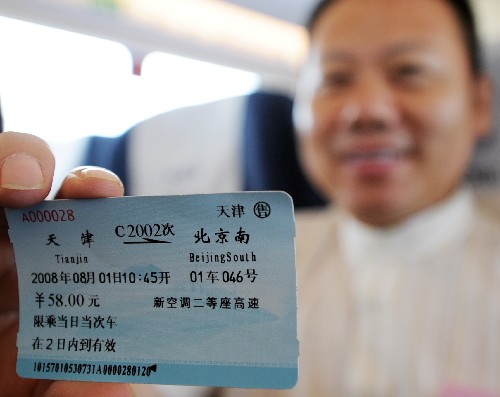 A000028 天津 售
天津 C2002次 北京南
Tianjin BeijingSouth
2008年08月01日10:45开 01车046号
¥58.00元 新空调二等座高速
限乘当日当次车
在2日内到有效
10157010530731A0000280120